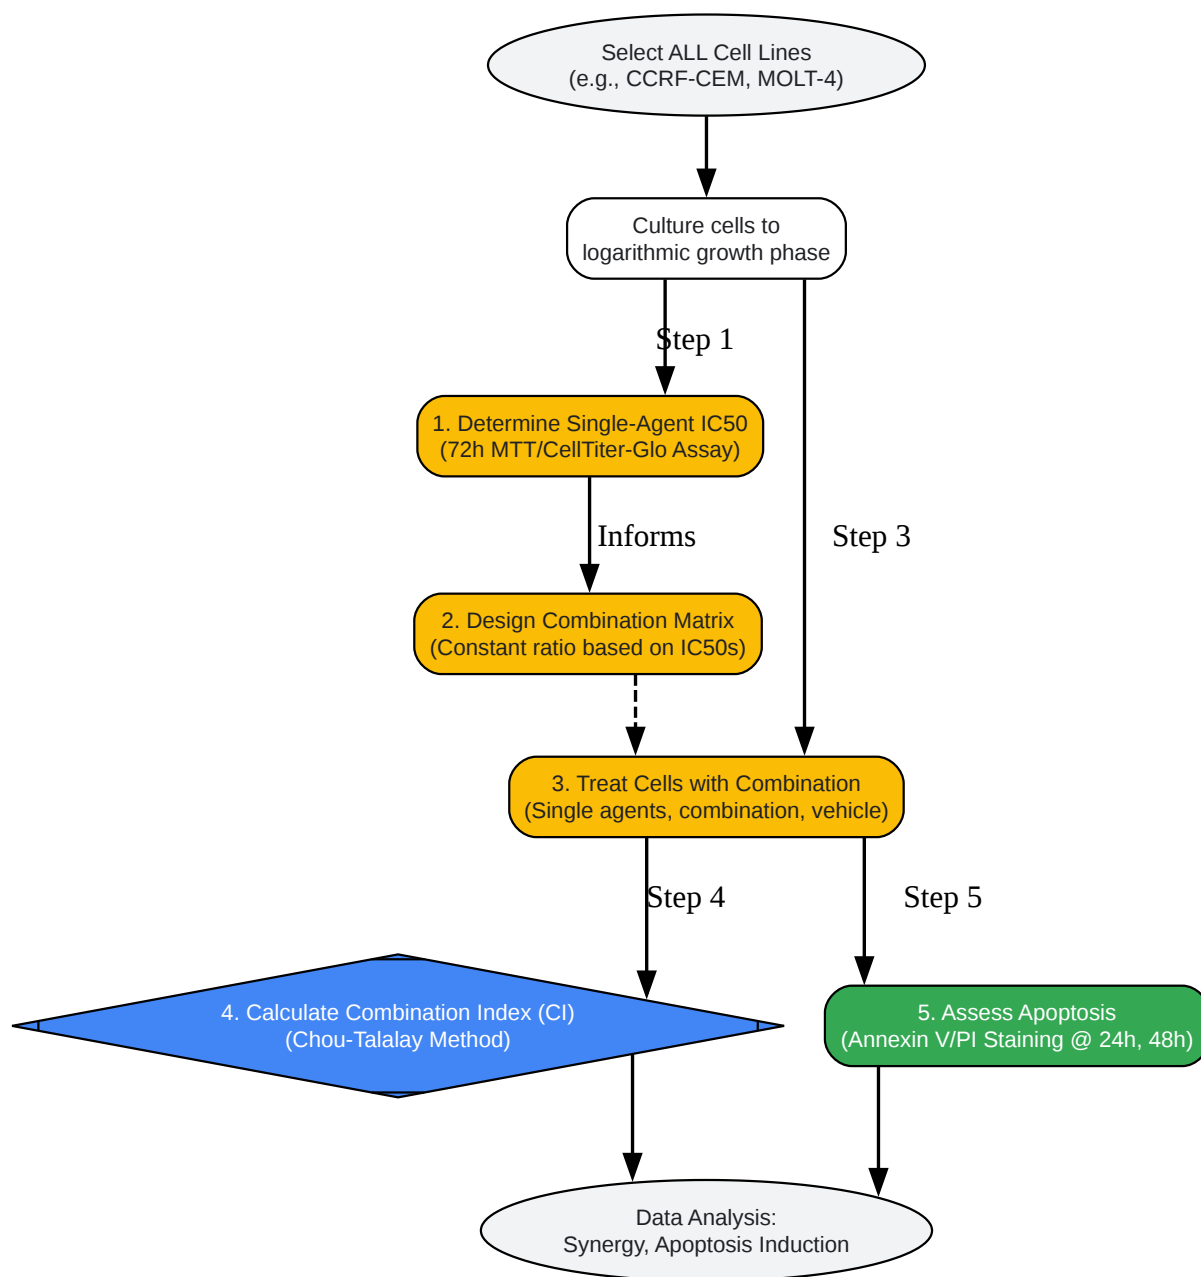 Select ALL Cell Lines
(e.g., CCRF-CEM, MOLT-4)
Culture cells to
logarithmic growth phase
Step 1
1. Determine Single-Agent IC50
(72h MTT/CellTiter-Glo Assay)
Informs
Step 3
2. Design Combination Matrix
(Constant ratio based on IC50s)
3. Treat Cells with Combination
(Single agents, combination, vehicle)
Step 4
Step 5
4. Calculate Combination Index (CI)
(Chou-Talalay Method)
5. Assess Apoptosis
(Annexin V/PI Staining @ 24h, 48h)
Data Analysis:
Synergy, Apoptosis Induction